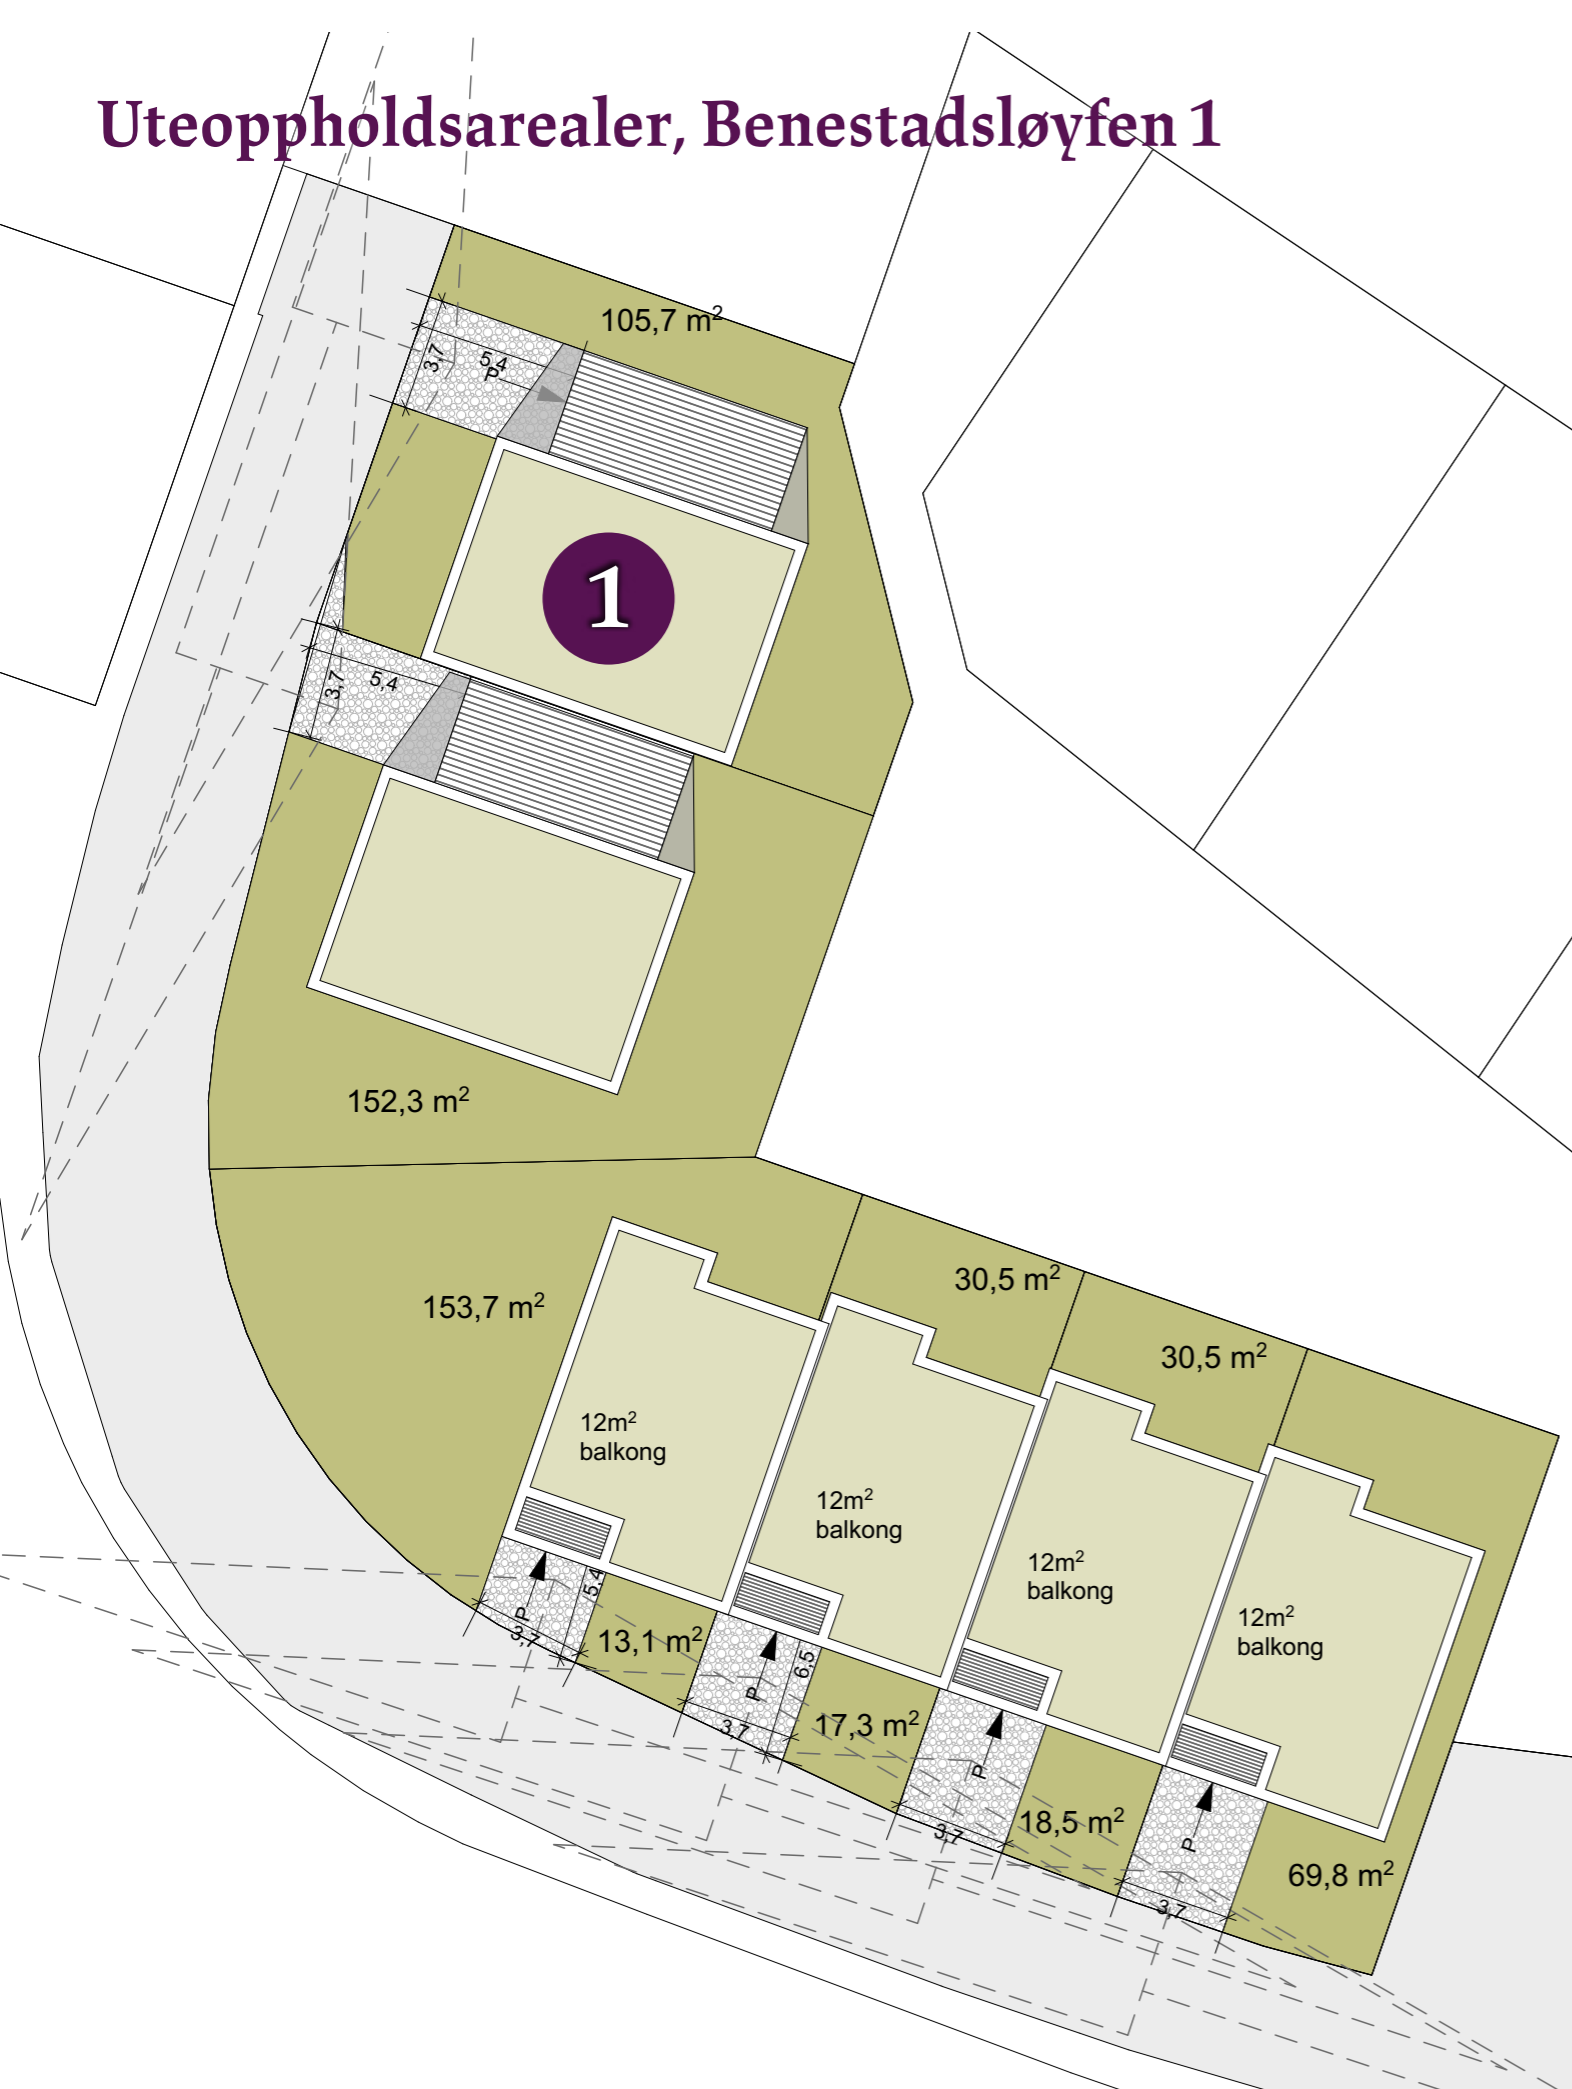 Uteoppholdsarealer, Benestadsløyfen 1
105,7 m²
3,7
5,4
P
1
3,7
5,4
152,3 m²
153,7 m²
30,5 m²
30,5 m²
12m²
balkong
12m²
balkong
12m²
balkong
12m²
balkong
P
5,4
3,7
13,1 m²
P
6,5
3,7
17,3 m²
P
3,7
18,5 m²
P
3,7
69,8 m²